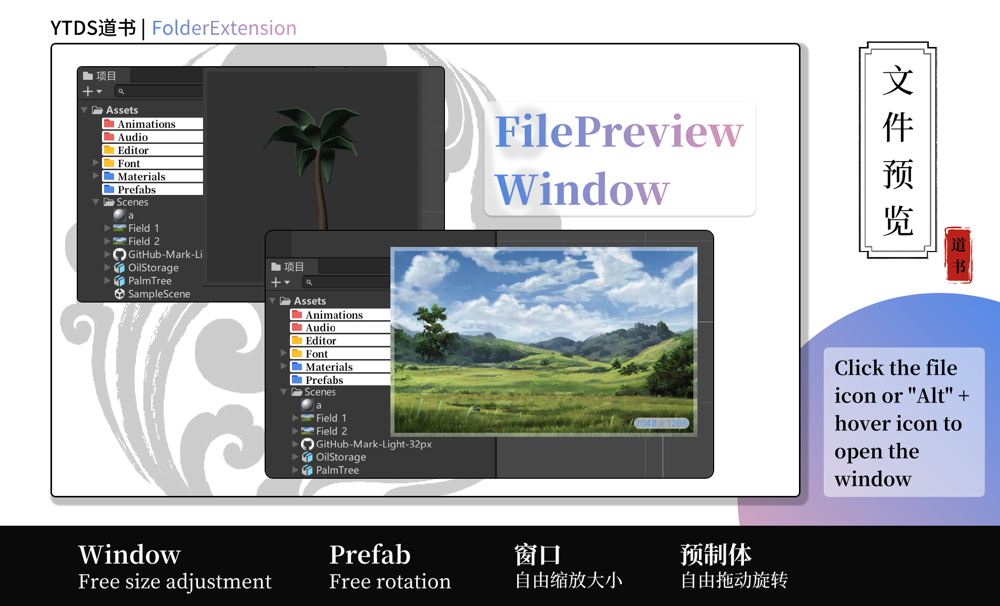 YTDS道书 | FolderExtension
项目
Assets
Animations
Audio
Editor
Font
Materials
Prefabs
Scenes
a
Field 1
Field 2
GitHub-Mark-Li
OilStorage
PalmTree
SampleScene
FilePreview
Window
项目
Assets
Animations
Audio
Editor
Font
Materials
Prefabs
Scenes
a
Field 1
Field 2
GitHub-Mark-Light-32px
OilStorage
PalmTree
2048 x 1266
文件预览
道书
Click the file
icon or "Alt" +
hover icon to
open the
window
Window
Free size adjustment
Prefab
Free rotation
窗口
自由缩放大小
预制体
自由拖动旋转